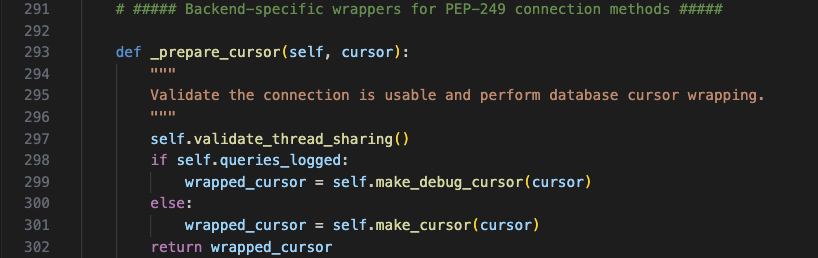 291 # ##### Backend-specific wrappers for PEP-249 connection methods #####
292
293 def _prepare_cursor(self, cursor):
294 """
295 Validate the connection is usable and perform database cursor wrapping.
296 """
297 self.validate_thread_sharing()
298 if self.queries_logged:
299 wrapped_cursor = self.make_debug_cursor(cursor)
300 else:
301 wrapped_cursor = self.make_cursor(cursor)
302 return wrapped_cursor